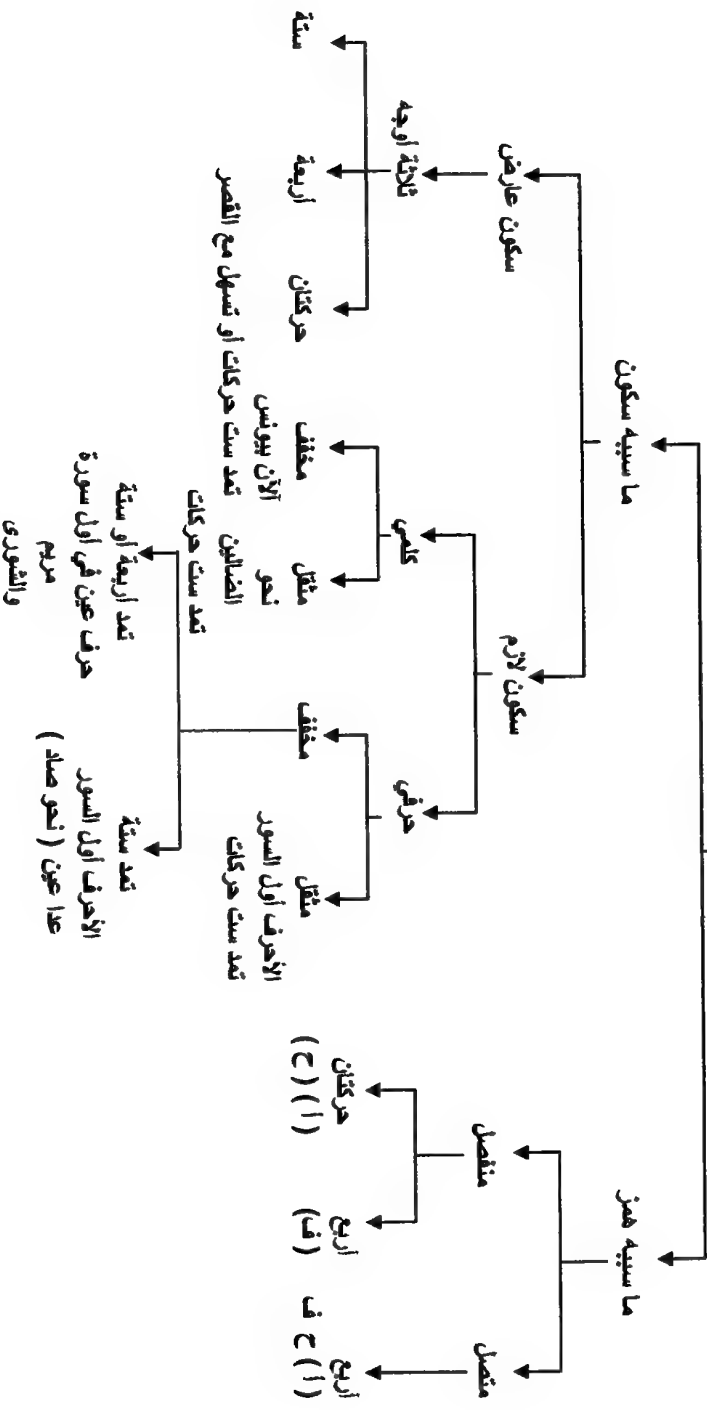 ما سببه همز
ما سببه سكون
متصل
منفصل
سكون لازم
سكون عارض
أربع
(أ) ح ف
أربع
(ف)
حركتان
(أ) (ح)
حرفي
كلمي
ثلاثة أوجه
مثقل
الأحرف أول السور
تمد ست حركات
مخفف
مثقل
نحو
الضالين
تمد ست حركات
مخفف
آلآن بيونس
تمد ست حركات أو تسهل مع القصر
حركتان
أربعة
ستة
تمد ستة
الأحرف أول السور
عدا عين (نحو صاد)
تمد أربعة أو ستة
حرف عين في أول سورة
مريم
والشورى